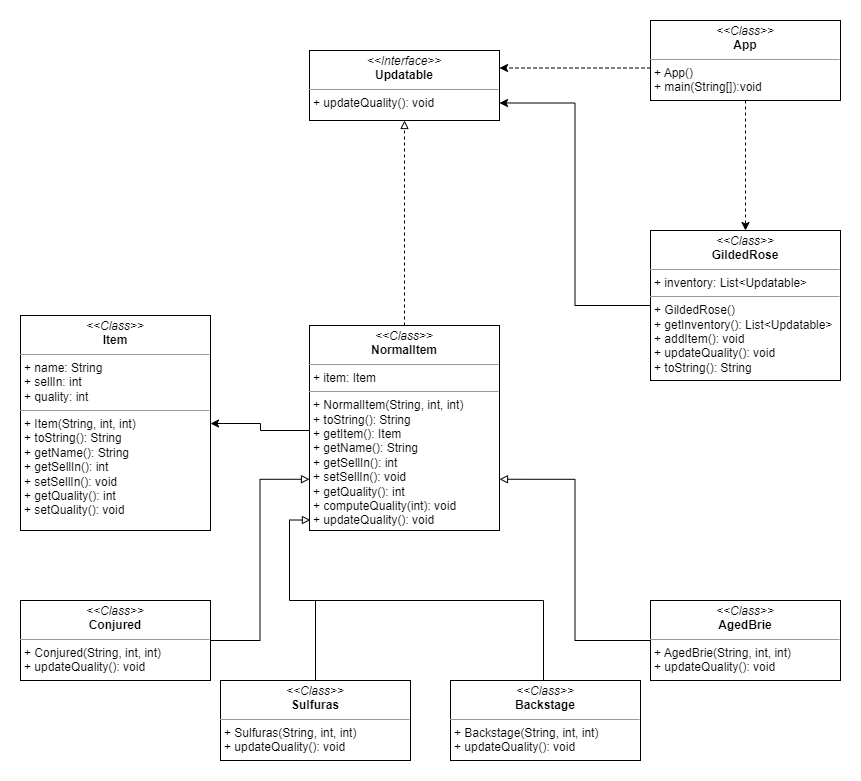 <<Interface>>
Updatable
+ updateQuality(): void
<<Class>>
App
+ App()
+ main(String[]):void
<<Class>>
GildedRose
+ inventory: List<Updatable>
+ GildedRose()
+ getInventory(): List<Updatable>
+ addItem(): void
+ updateQuality(): void
+ toString(): String
<<Class>>
Item
+ name: String
+ sellIn: int
+ quality: int
+ Item(String, int, int)
+ toString(): String
+ getName(): String
+ getSellIn(): int
+ setSellIn(): void
+ getQuality(): int
+ setQuality(): void
<<Class>>
NormalItem
+ item: Item
+ NormalItem(String, int, int)
+ toString(): String
+ getItem(): Item
+ getName(): String
+ getSellIn(): int
+ setSellIn(): void
+ getQuality(): int
+ computeQuality(int): void
+ updateQuality(): void
<<Class>>
Conjured
+ Conjured(String, int, int)
+ updateQuality(): void
<<Class>>
Sulfuras
+ Sulfuras(String, int, int)
+ updateQuality(): void
<<Class>>
Backstage
+ Backstage(String, int, int)
+ updateQuality(): void
<<Class>>
AgedBrie
+ AgedBrie(String, int, int)
+ updateQuality(): void